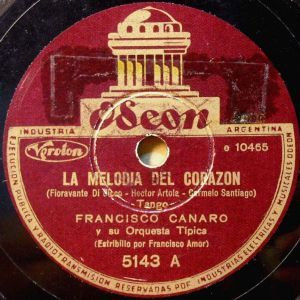 Odeon
INDUSTRIA ARGENTINA
Veroton
e 10465
LA MELODIA DEL CORAZON
(Fioravante Di Cicco - Hector Artola - Carmelo Santiago)
- Tango -
FRANCISCO CANARO
y su Orquesta Típica
(Estribillo por Francisco Amor)
5143 A
EJECUCION PUBLICA Y RADIOTRANSMISION RESERVADAS POR INDUSTRIAS ELECTRICAS Y MUSICALES ODEON